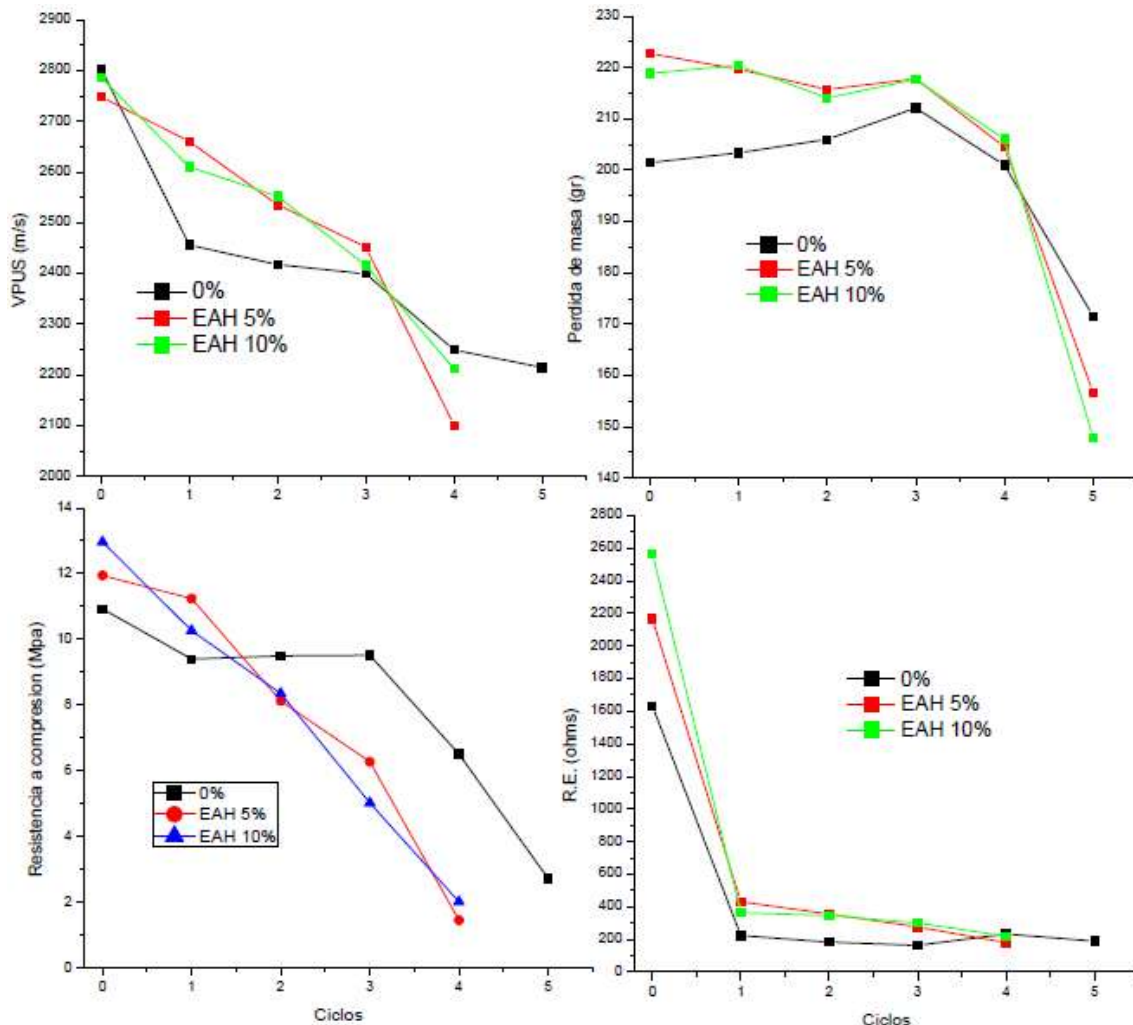 VPUS (m/s)
2900
2800
2700
2600
2500
2400
2300
2200
2100
2000
0%
EAH 5%
EAH 10%
0 1 2 3 4 5
Perdida de masa (gr)
230
220
210
200
190
180
170
160
150
140
0%
EAH 5%
EAH 10%
0 1 2 3 4 5
Resistencia a compresion (Mpa)
14
12
10
8
6
4
2
0
0%
EAH 5%
EAH 10%
0 1 2 3 4 5
Ciclos
R.E. (ohms)
2800
2600
2400
2200
2000
1800
1600
1400
1200
1000
800
600
400
200
0
0%
EAH 5%
EAH 10%
0 1 2 3 4 5
Ciclos